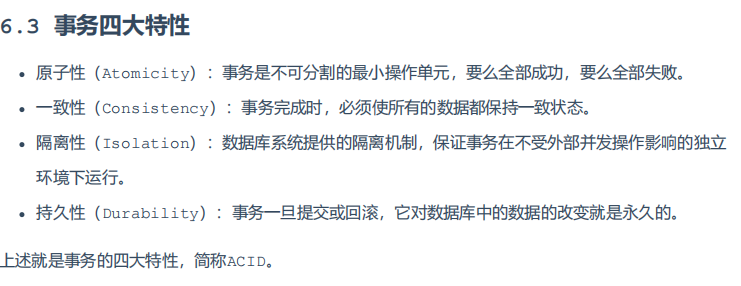 6.3 事务四大特性
• 原子性（Atomicity）：事务是不可分割的最小操作单元，要么全部成功，要么全部失败。
• 一致性（Consistency）：事务完成时，必须使所有的数据都保持一致状态。
• 隔离性（Isolation）：数据库系统提供的隔离机制，保证事务在不受外部并发操作影响的独立
环境下运行。
• 持久性（Durability）：事务一旦提交或回滚，它对数据库中的数据的改变就是永久的。
上述就是事务的四大特性，简称ACID。